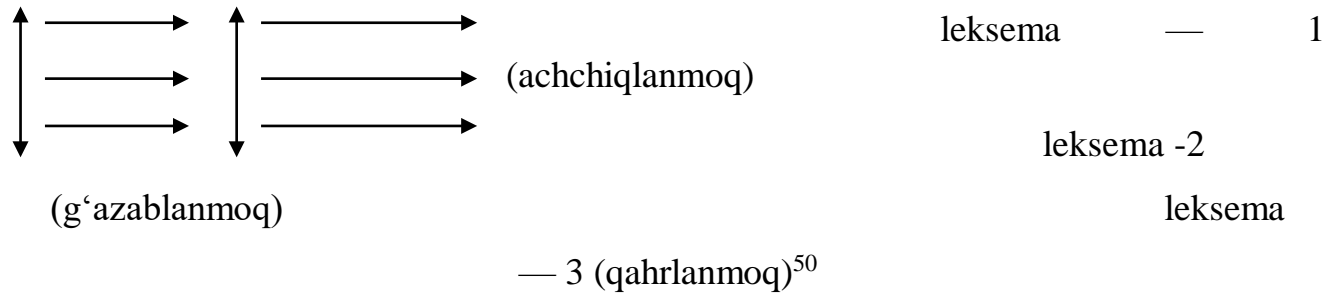 leksema — 1
(achchiqlanmoq)
leksema -2
(g‘azablanmoq) leksema
— 3 (qahrlanmoq)50